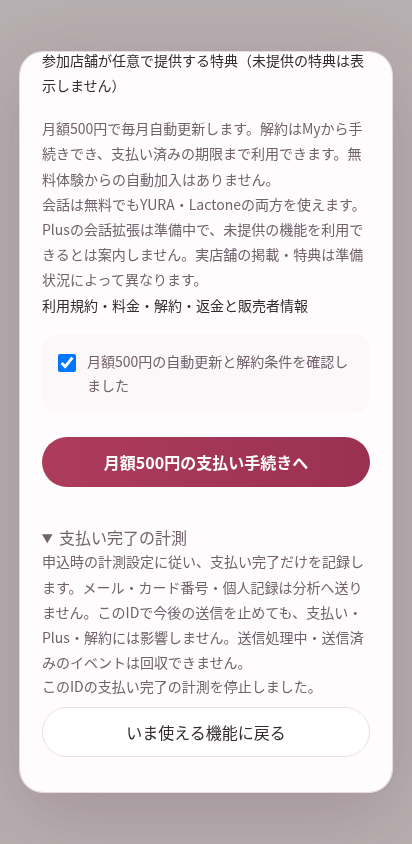 参加店舗が任意で提供する特典（未提供の特典は表
示しません）
月額500円で毎月自動更新します。解約はMyから手
続きでき、支払い済みの期限まで利用できます。無
料体験からの自動加入はありません。
会話は無料でもYURA・Lactoneの両方を使えます。
Plusの会話拡張は準備中で、未提供の機能を利用で
きるとは案内しません。実店舗の掲載・特典は準備
状況によって異なります。
利用規約・料金・解約・返金と販売者情報
月額500円の自動更新と解約条件を確認し
ました
月額500円の支払い手続きへ
▼ 支払い完了の計測
申込時の計測設定に従い、支払い完了だけを記録し
ます。メール・カード番号・個人記録は分析へ送り
ません。このIDで今後の送信を止めても、支払い・
Plus・解約には影響しません。送信処理中・送信済
みのイベントは回収できません。
このIDの支払い完了の計測を停止しました。
いま使える機能に戻る